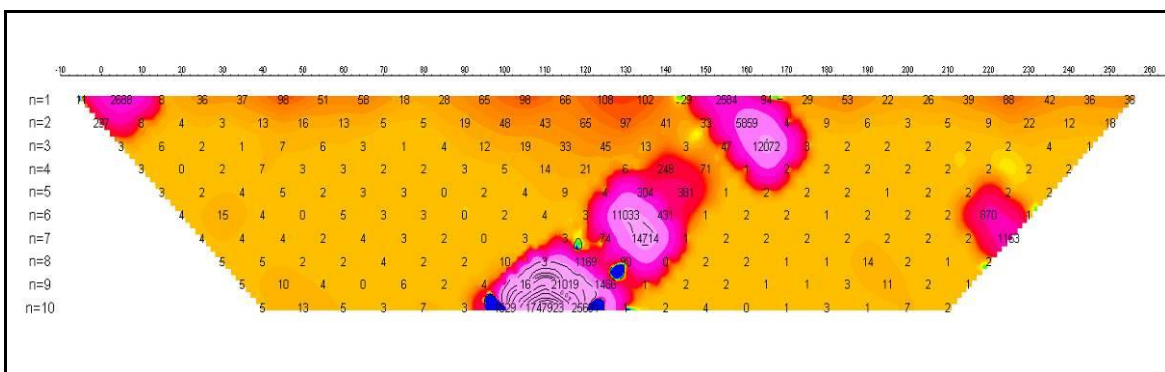 -10 0 10 20 30 40 50 60 70 80 90 100 110 120 130 140 150 160 170 180 190 200 210 220 230 240 250 260
n=1 11 2688 8 36 37 98 51 58 18 28 65 98 66 108 102 29 2584 94 29 53 22 26 39 88 42 36 38
n=2 237 8 4 3 13 16 13 5 5 19 48 43 65 97 41 33 5859 4 9 6 3 5 9 22 12 18
n=3 3 6 2 1 7 6 3 1 4 12 19 33 45 13 3 47 12072 3 2 2 2 2 2 4 1
n=4 3 0 2 7 3 3 2 2 3 5 14 21 6 248 71 1 2 2 2 2 2 2 2 2
n=5 3 2 4 5 2 3 3 0 2 4 9 4 304 381 1 2 2 2 1 2 2 2
n=6 4 15 4 0 5 3 3 0 2 4 3 11033 431 1 2 2 1 2 2 2 870 1
n=7 4 4 4 2 4 3 2 0 3 3 74 14714 1 2 2 2 2 2 2 2 1153
n=8 5 5 2 2 4 2 2 10 3 1169 90 0 2 2 1 1 14 2 1 2
n=9 5 10 4 0 6 2 4 16 21019 1 2 2 1 1 3 11 2 1
n=10 5 13 5 3 7 3 1747923 1 2 4 0 1 3 1 7 2